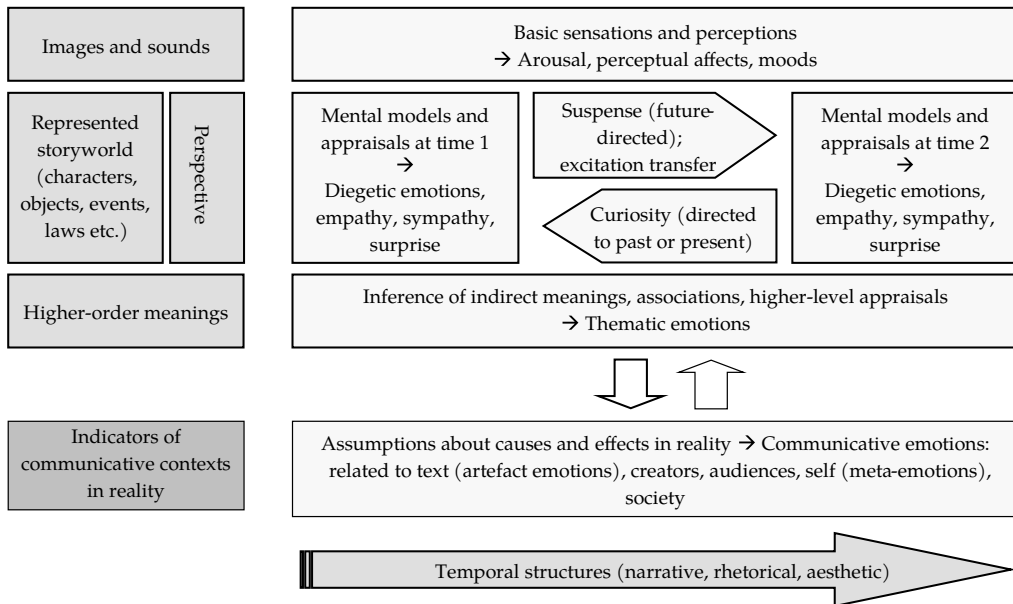 Images and sounds
Basic sensations and perceptions
→ Arousal, perceptual affects, moods
Represented
storyworld
(characters,
objects, events,
laws etc.)
Perspective
Mental models and
appraisals at time 1
→
Diegetic emotions,
empathy, sympathy,
surprise
Suspense (future-
directed);
excitation transfer
Curiosity (directed
to past or present)
Mental models and
appraisals at time 2
→
Diegetic emotions,
empathy, sympathy,
surprise
Higher-order meanings
Inference of indirect meanings, associations, higher-level appraisals
→ Thematic emotions
Indicators of
communicative contexts
in reality
Assumptions about causes and effects in reality → Communicative emotions:
related to text (artefact emotions), creators, audiences, self (meta-emotions),
society
Temporal structures (narrative, rhetorical, aesthetic)